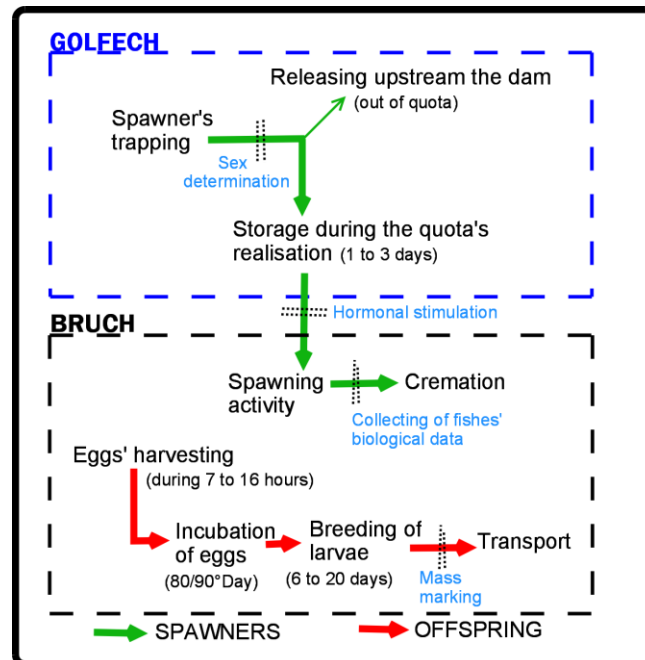 GOLFECH
Releasing upstream the dam
(out of quota)
Spawner's
trapping
Sex
determination
Storage during the quota's
realisation (1 to 3 days)
Hormonal stimulation
BRUCH
Spawning
activity
Cremation
Collecting of fishes'
biological data
Eggs' harvesting
(during 7 to 16 hours)
Incubation
of eggs
(80/90°Day)
Breeding of
larvae
(6 to 20 days)
Transport
Mass
marking
SPAWNERS
OFFSPRING